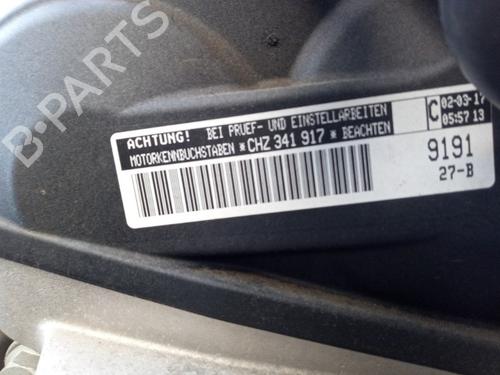 B-PARTS
ACHTUNG! BEI PRUEF- UND EINSTELLARBEITEN
MOTORKENNBUCHSTABEN *CHZ 341 917* BEACHTEN
C 02-03-17
05:57 13
9191
27-B